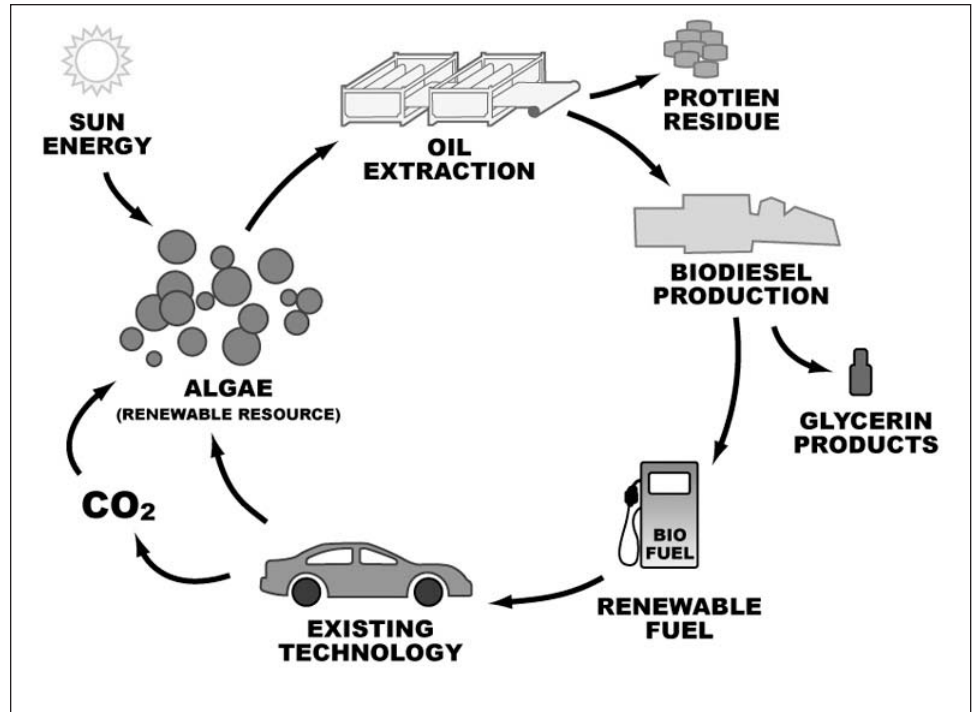 SUN
ENERGY
OIL
EXTRACTION
PROTIEN
RESIDUE
BIODIESEL
PRODUCTION
GLYCERIN
PRODUCTS
BIO
FUEL
RENEWABLE
FUEL
EXISTING
TECHNOLOGY
CO₂
ALGAE
(RENEWABLE RESOURCE)